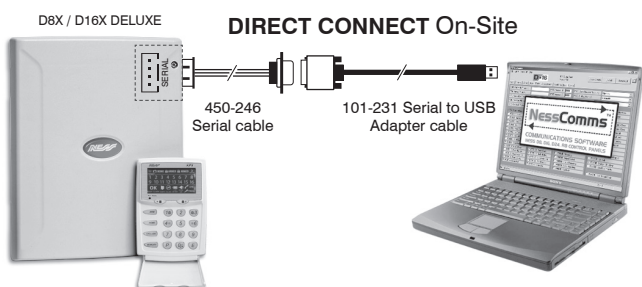 D8X / D16X DELUXE
DIRECT CONNECT On-Site
SERIAL
450-246
Serial cable
101-231 Serial to USB
Adapter cable
NESS
NessComms
COMMUNICATIONS SOFTWARE